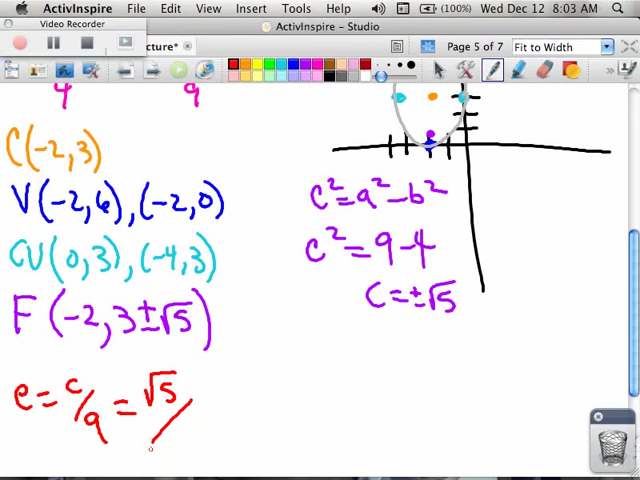 ActivInspire File Edit View Insert Tools Help (100%) Wed Dec 12 8:03 AM
Video Recorder
ActivInspire - Studio
cture*
Page 5 of 7
Fit to Width
4 9
C(-2,3)
V(-2,6),(-2,0)
CV(0,3),(-4,3)
F(-2,3±√5)
e=c/a=√5/
c²=a²-b²
c²=9-4
c=±√5